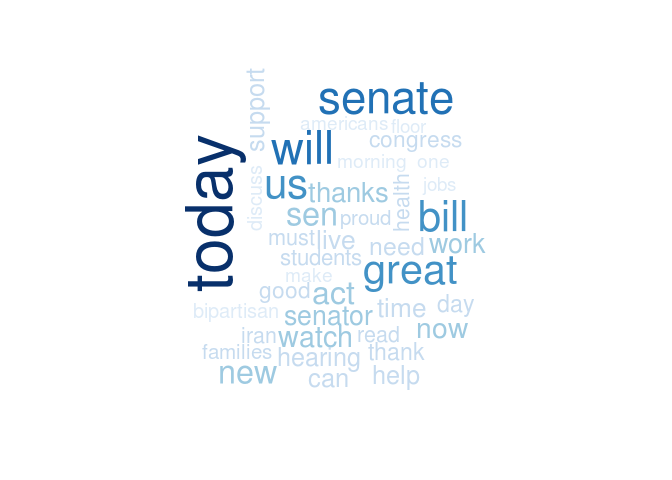 support
senate
americans
floor
congress
will
today
morning
one
discuss
us
thanks
health
jobs
sen
proud
bill
must
live
need
work
students
great
make
good
act
bipartisan
senator
time
day
iran
watch
read
now
families
hearing
thank
new
can
help